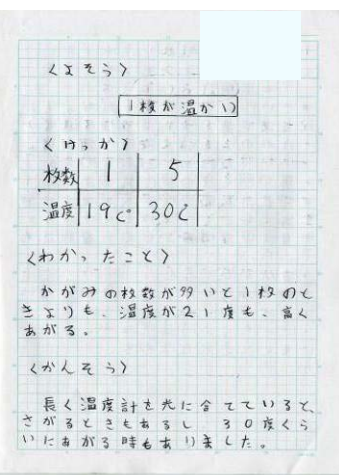 〈よそう〉
1枚が温かい
〈けっか〉
枚数 1 5
温度 19c° 30c
〈わかったこと〉
かがみの枚数が多いと1枚のと
きよりも、温度が21度も、高く
あがる。
〈かんそう〉
長く温度計を光に合てていると、
さがるときもあるし 30度くら
いにあがる時もありました。